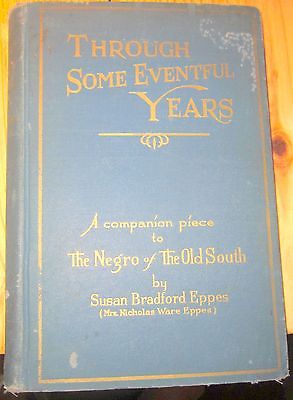 THROUGH
SOME EVENTFUL
YEARS
A companion piece
to
The Negro of The Old South
by
Susan Bradford Eppes
(Mrs. Nicholas Ware Eppes)